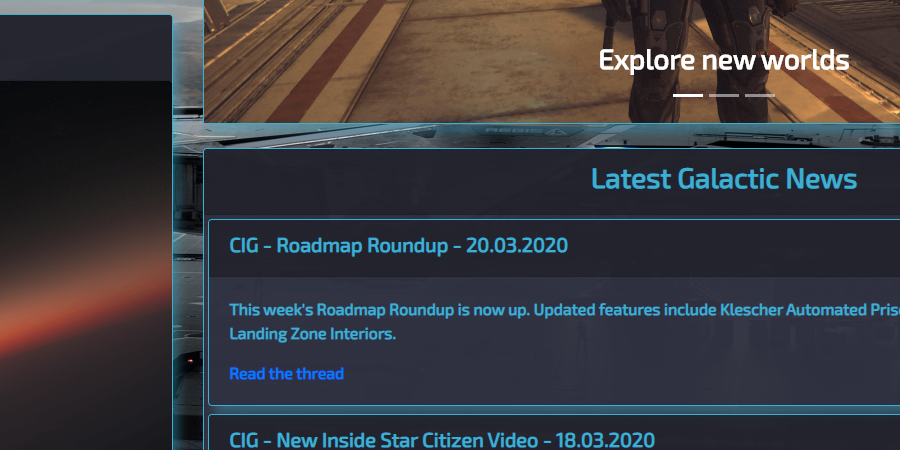 Explore new worlds
AEGIS
Latest Galactic News
CIG - Roadmap Roundup - 20.03.2020
This week's Roadmap Roundup is now up. Updated features include Klescher Automated
Landing Zone Interiors.
Read the thread
CIG - New Inside Star Citizen Video - 18.03.2020